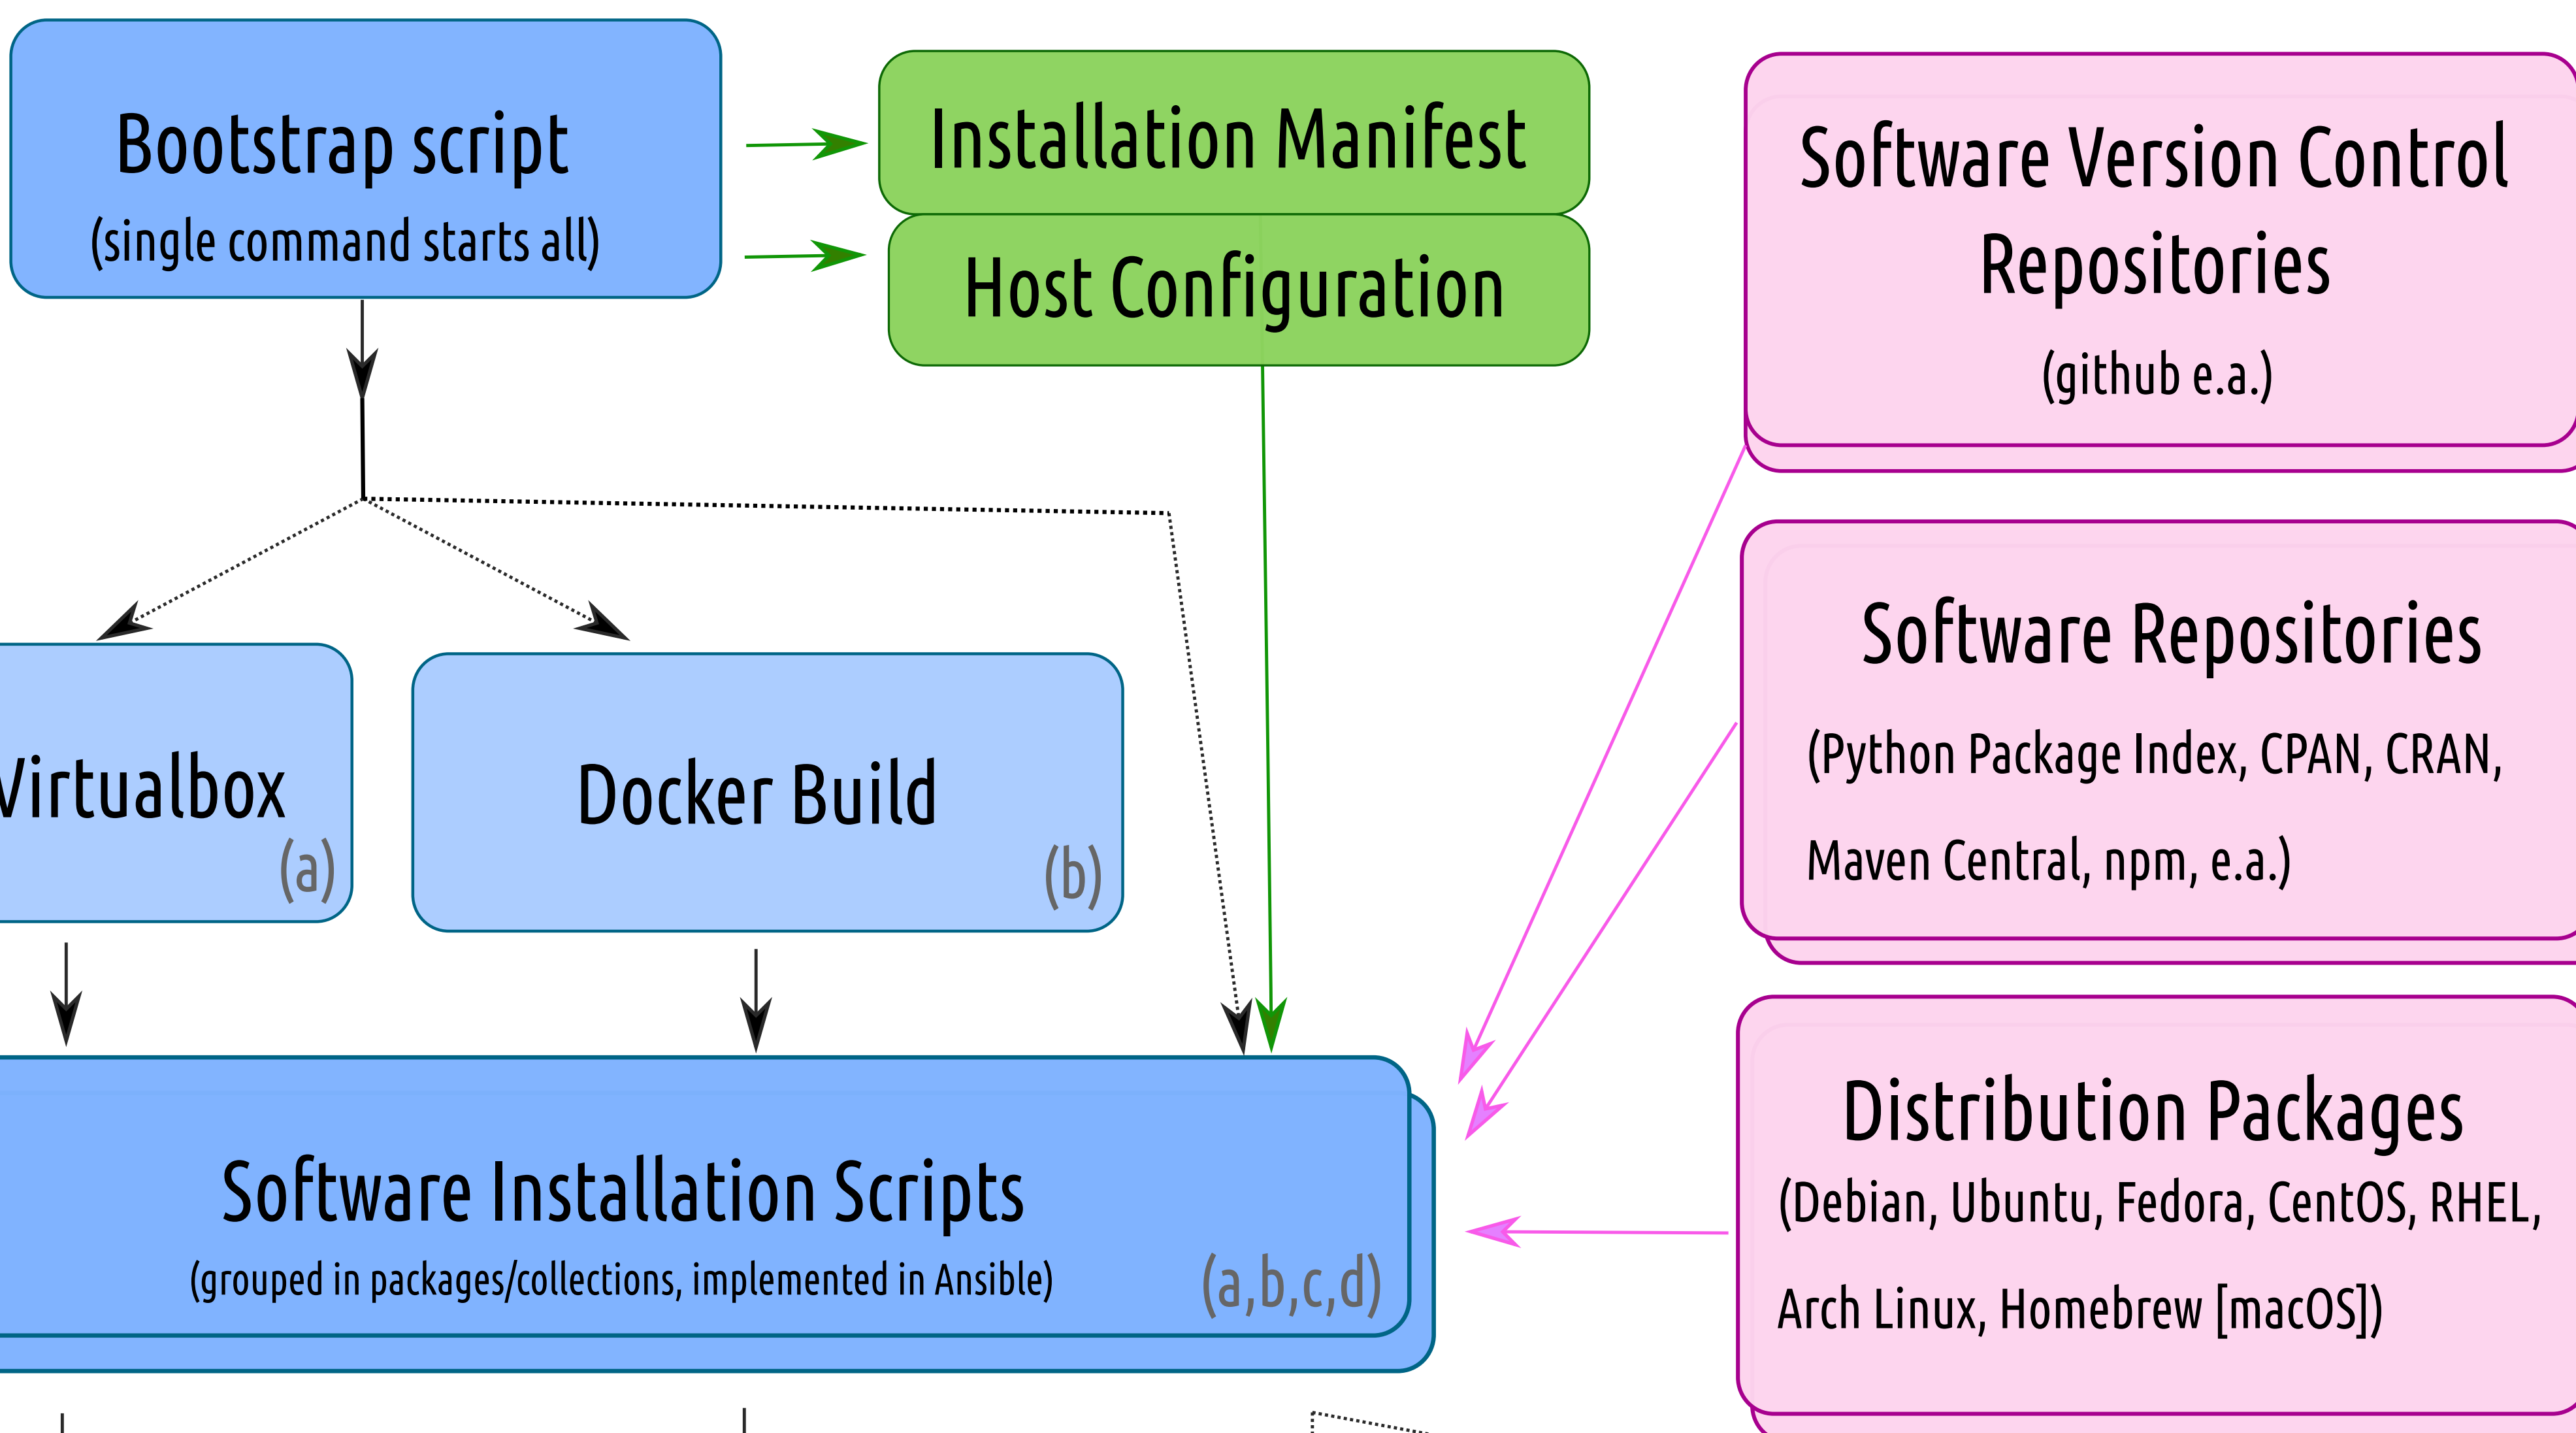 Bootstrap script
(single command starts all)
Installation Manifest
Host Configuration
Software Version Control
Repositories
(github e.a.)
Virtualbox
(a)
Docker Build
(b)
Software Repositories
(Python Package Index, CPAN, CRAN,
Maven Central, npm, e.a.)
Software Installation Scripts
(grouped in packages/collections, implemented in Ansible)
(a,b,c,d)
Distribution Packages
(Debian, Ubuntu, Fedora, CentOS, RHEL,
Arch Linux, Homebrew [macOS])